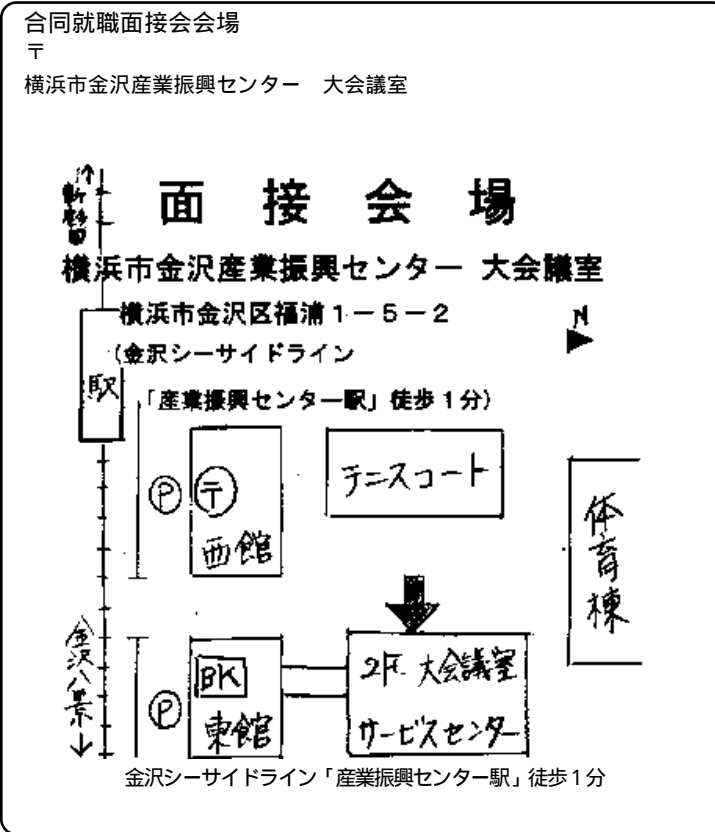 合同就職面接会会場
〒
横浜市金沢産業振興センター　大会議室
↑新杉田
面接会場
横浜市金沢産業振興センター 大会議室
横浜市金沢区福浦１－５－２
N
(金沢シーサイドライン
駅
「産業振興センター駅」徒歩１分)
テニスコート
P
〒
西館
体育棟
金沢八景↓
BK
2F. 大会議室
P
東館
サービスセンター
金沢シーサイドライン「産業振興センター駅」徒歩１分